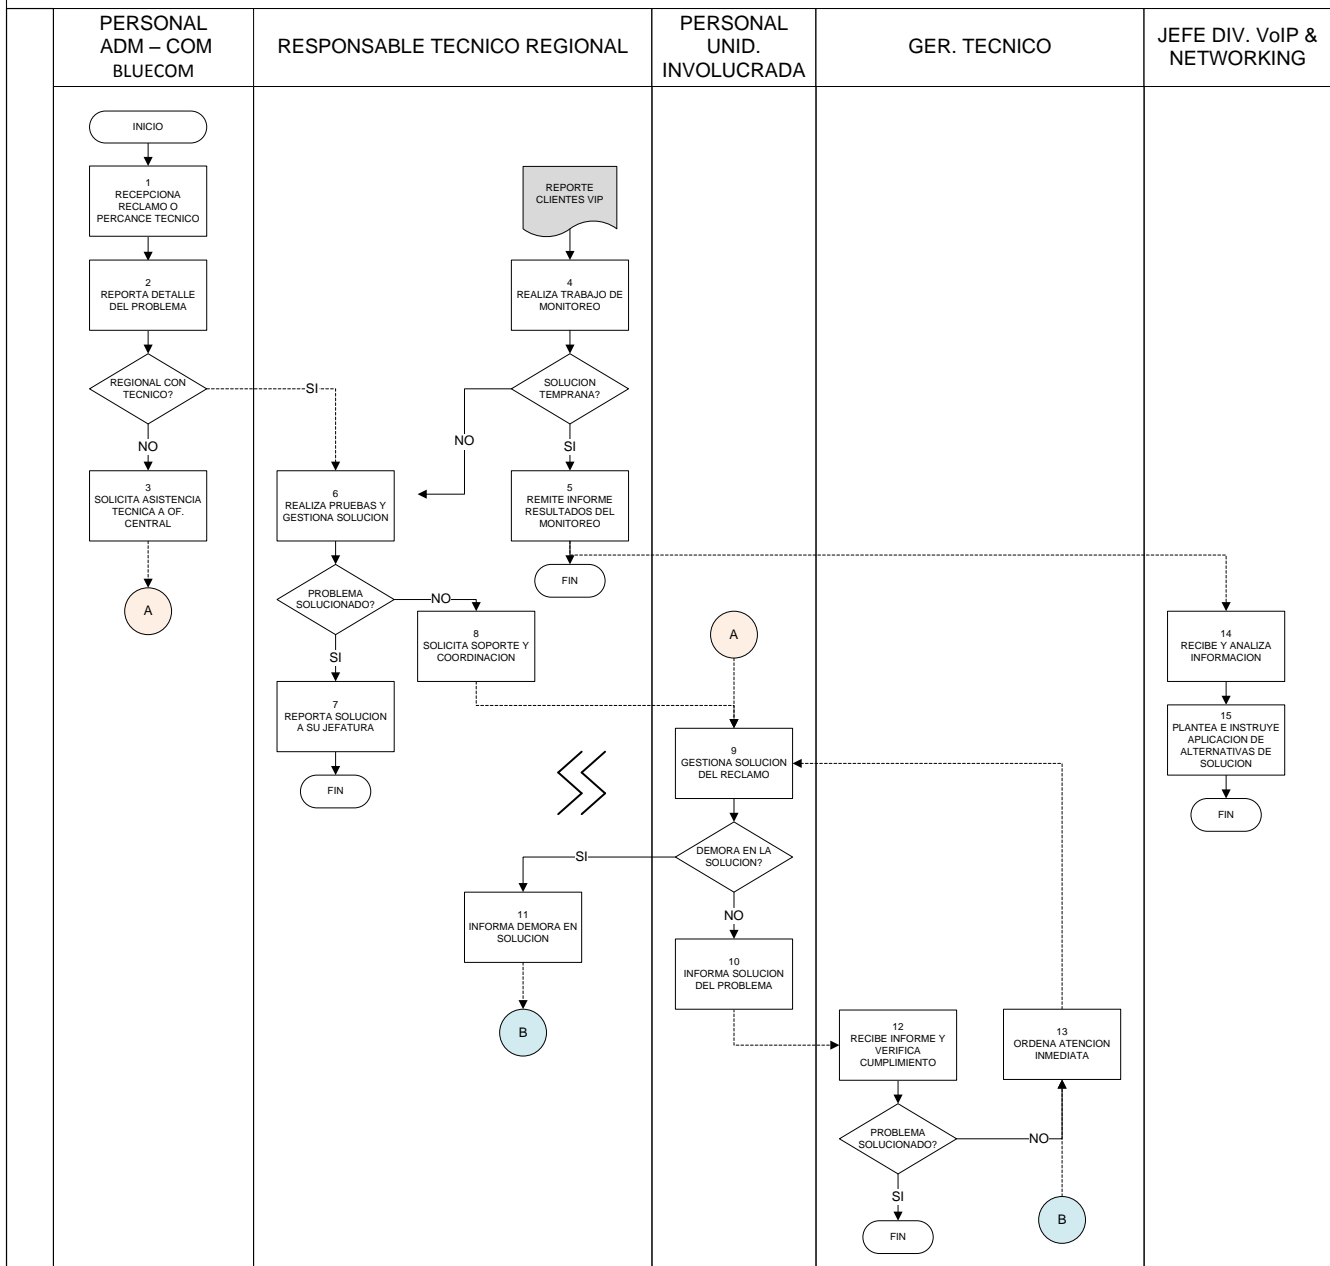 PERSONAL
ADM – COM
BLUECOM
RESPONSABLE TECNICO REGIONAL
PERSONAL
UNID.
INVOLUCRADA
GER. TECNICO
JEFE DIV. VoIP &
NETWORKING
INICIO
1
RECEPCIONA
RECLAMO O
PERCANCE TECNICO
REPORTE
CLIENTES VIP
2
REPORTA DETALLE
DEL PROBLEMA
4
REALIZA TRABAJO DE
MONITOREO
REGIONAL CON
TECNICO?
SI
SOLUCION
TEMPRANA?
NO
NO
SI
3
SOLICITA ASISTENCIA
TECNICA A OF.
CENTRAL
6
REALIZA PRUEBAS Y
GESTIONA SOLUCION
5
REMITE INFORME
RESULTADOS DEL
MONITOREO
FIN
A
PROBLEMA
SOLUCIONADO?
NO
8
SOLICITA SOPORTE Y
COORDINACION
A
14
RECIBE Y ANALIZA
INFORMACION
SI
7
REPORTA SOLUCION
A SU JEFATURA
15
PLANTEA E INSTRUYE
APLICACION DE
ALTERNATIVAS DE
SOLUCION
9
GESTIONA SOLUCION
DEL RECLAMO
FIN
FIN
DEMORA EN LA
SOLUCION?
SI
NO
11
INFORMA DEMORA EN
SOLUCION
10
INFORMA SOLUCION
DEL PROBLEMA
B
12
RECIBE INFORME Y
VERIFICA
CUMPLIMIENTO
13
ORDENA ATENCION
INMEDIATA
PROBLEMA
SOLUCIONADO?
NO
SI
B
FIN